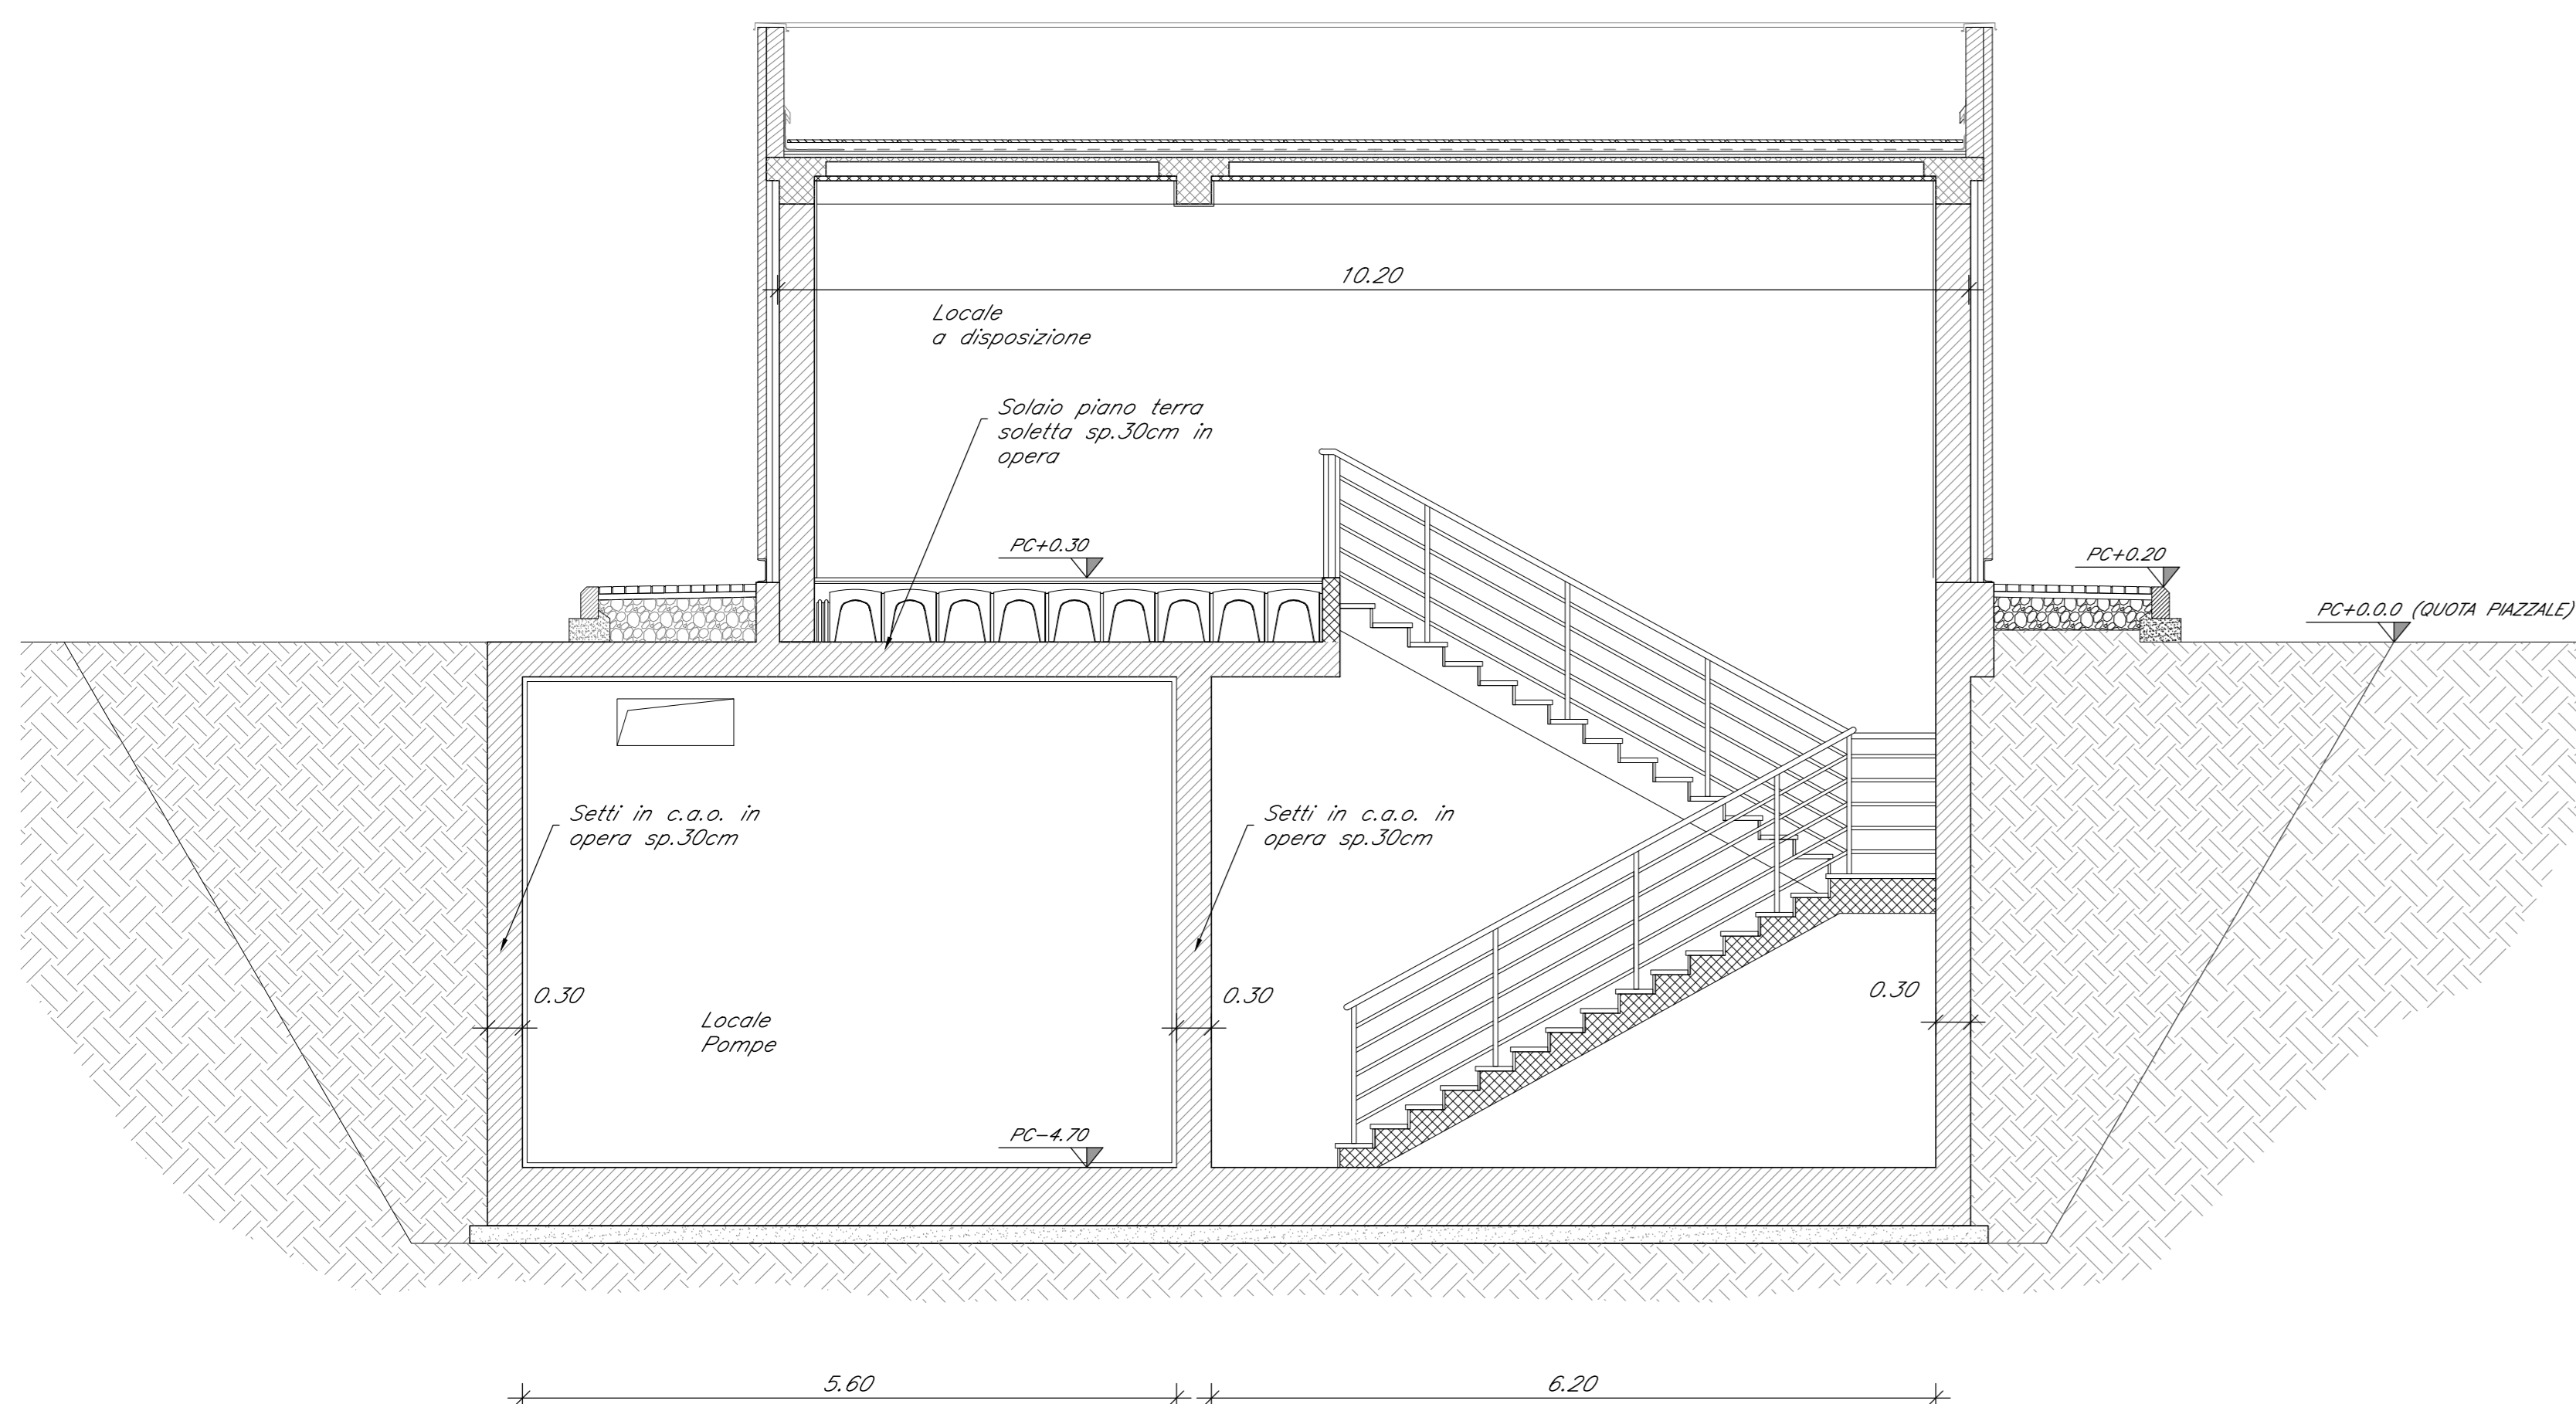 10.20
Locale
a disposizione
Solaio piano terra
soletta sp.30cm in
opera
PC+0.30
PC+0.20
PC+0.0.0 (QUOTA PIAZZALE)
Setti in c.a.o. in
opera sp.30cm
Setti in c.a.o. in
opera sp.30cm
0.30
0.30
0.30
Locale
Pompe
PC-4.70
5.60
6.20